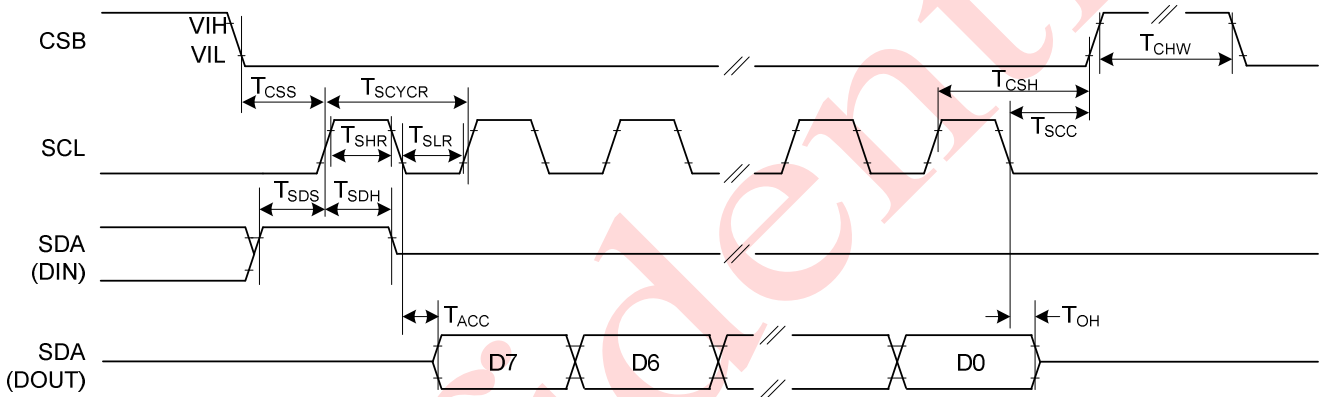 CSB
VIH
VIL
TCHW
TCSS
TSCYCR
TCSH
TSHR
TSLR
TSCC
SCL
TSDS
TSDH
SDA
(DIN)
TACC
TOH
SDA
(DOUT)
D7
D6
D0